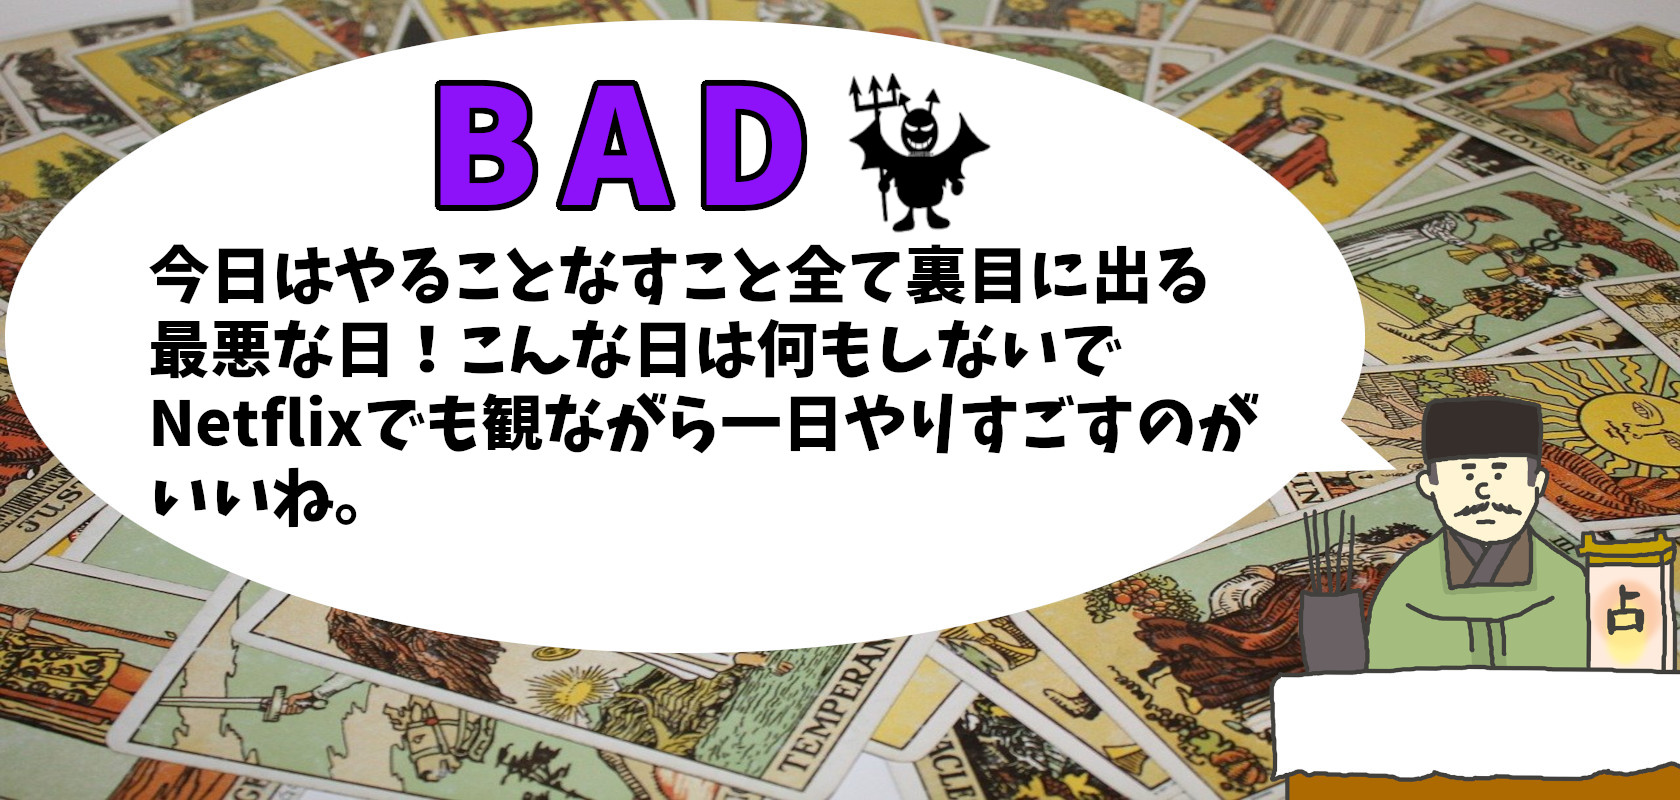 BAD
今日はやることなすこと全て裏目に出る
最悪な日！こんな日は何もしないで
Netflixでも観ながら一日やりすごすのが
いいね。
占
THE LOVERS.
TEMPERAN